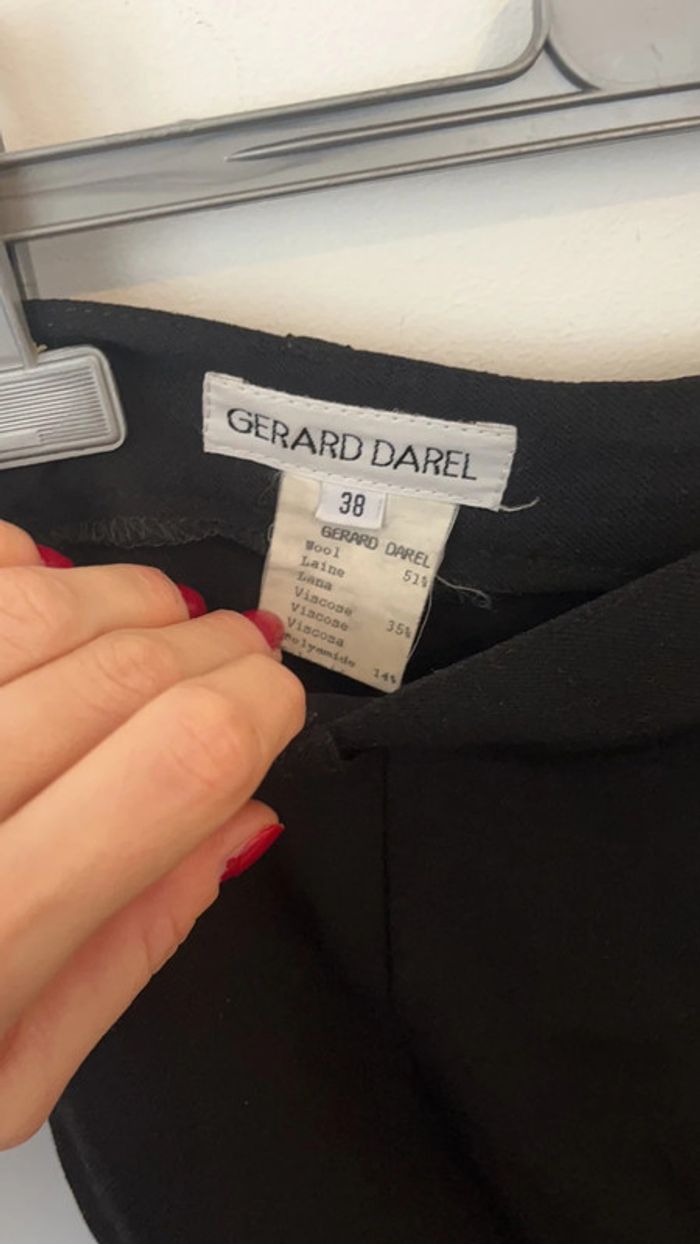 GERARD DAREL
38
GERARD DAREL
Wool
Laine 51%
Lana
Viscose
Viscose 35%
Viscosa
Polyamide 14%